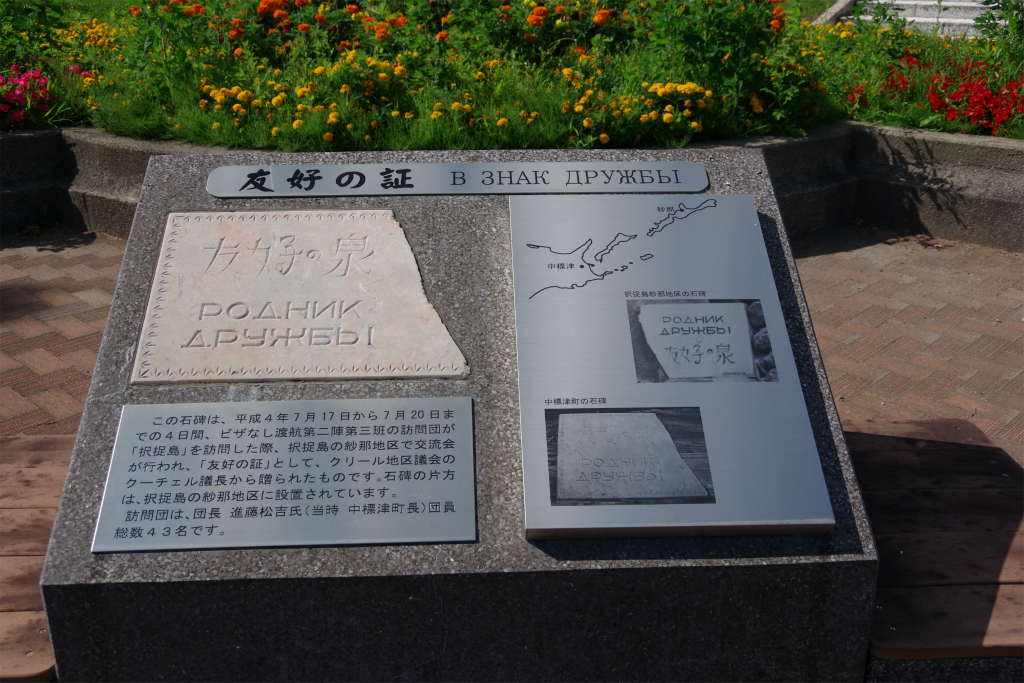 友好の証 В ЗНАК ДРУЖБЫ
友好の泉
РОДНИК
ДРУЖБЫ
この石碑は、平成4年7月17日から7月20日ま
での4日間、ビザなし渡航第二陣第三班の訪問団が
「択捉島」を訪問した際、択捉島の紗那地区で交流会
が行われ、「友好の証」として、クリール地区議会の
クーチェル議長から贈られたものです。石碑の片方
は、択捉島の紗那地区に設置されています。
訪問団は、団長 進藤松吉氏(当時 中標津町長)団員
総数43名です。
紗那
中標津
択捉島紗那地区の石碑
РОДНИК
ДРУЖБЫ
友好の泉
中標津町の石碑
РОДНИК
ДРУЖБЫ